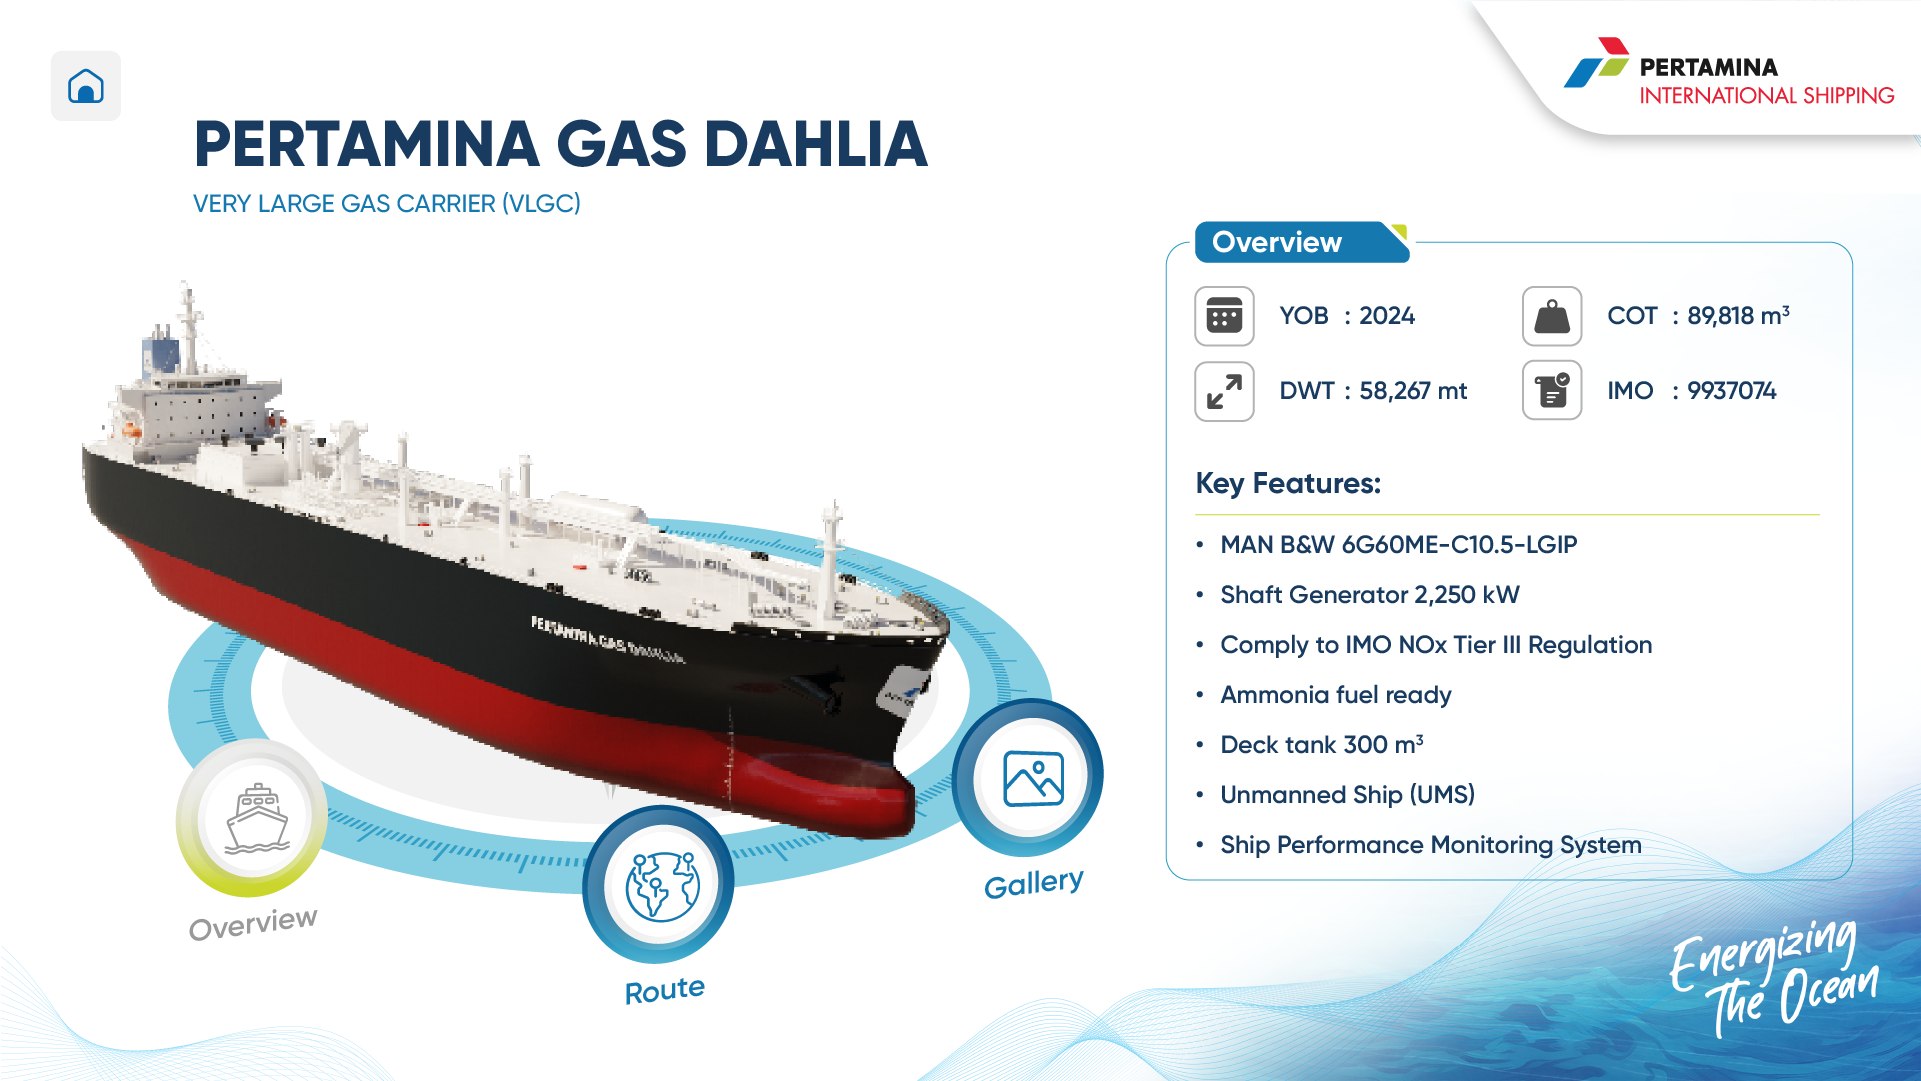 PERTAMINA
INTERNATIONAL SHIPPING
PERTAMINA GAS DAHLIA
VERY LARGE GAS CARRIER (VLGC)
Overview
YOB : 2024
COT : 89,818 m³
DWT : 58,267 mt
IMO : 9937074
Key Features:
• MAN B&W 6G60ME-C10.5-LGIP
• Shaft Generator 2,250 kW
• Comply to IMO NOx Tier III Regulation
• Ammonia fuel ready
• Deck tank 300 m³
• Unmanned Ship (UMS)
• Ship Performance Monitoring System
PERTAMINA GAS DAHLIA
Overview
Route
Gallery
Energizing
The Ocean